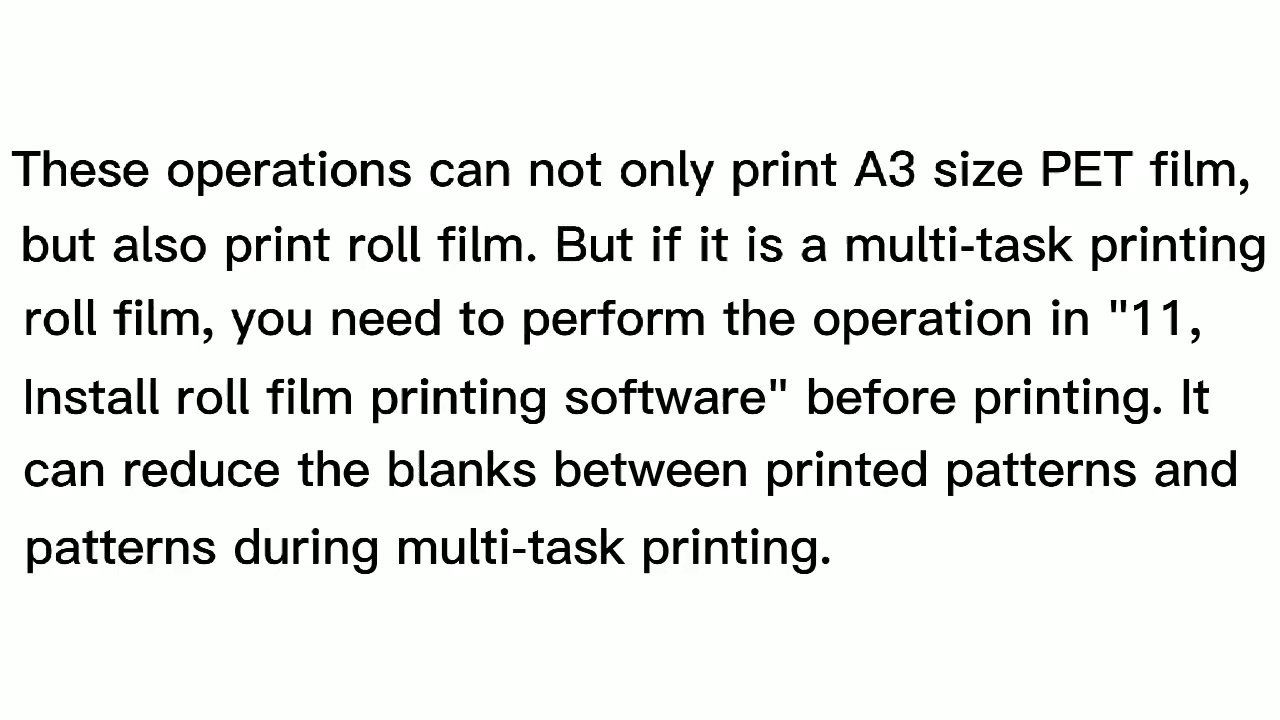 These operations can not only print A3 size PET film,
but also print roll film. But if it is a multi-task printing
roll film, you need to perform the operation in "11,
Install roll film printing software" before printing. It
can reduce the blanks between printed patterns and
patterns during multi-task printing.